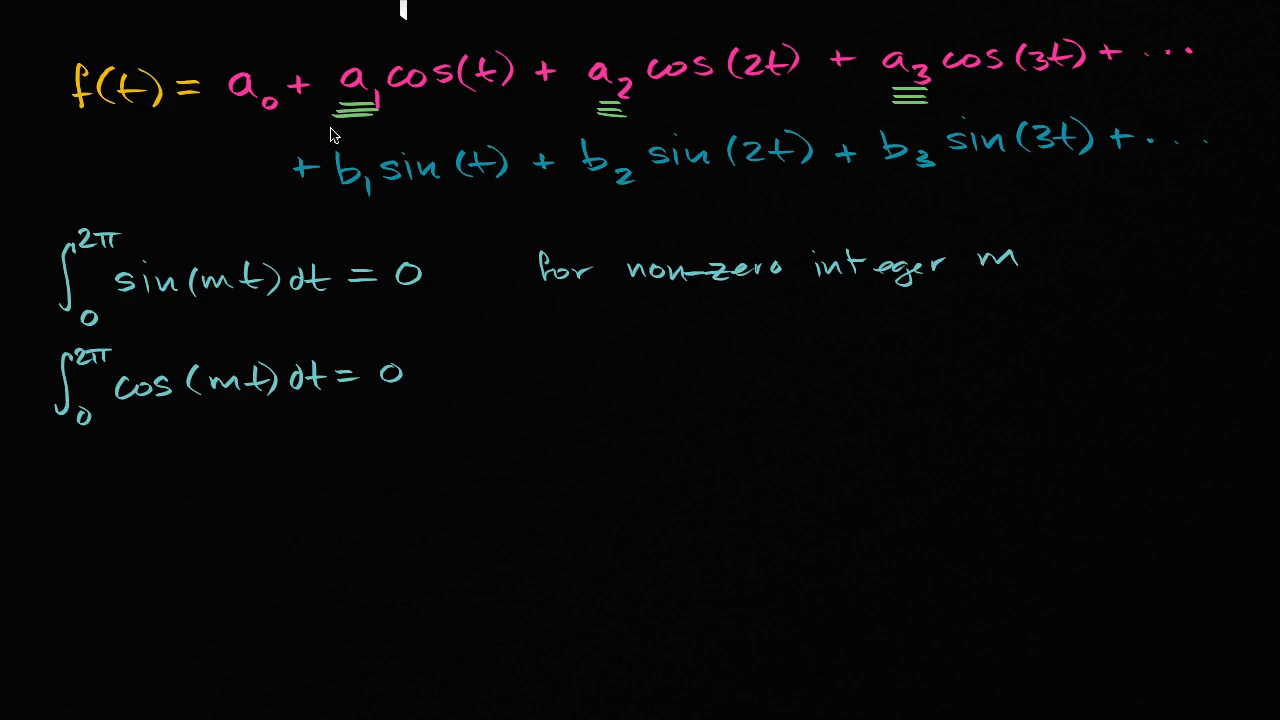 f(t) = a₀ + a₁ cos(t) + a₂ cos(2t) + a₃ cos(3t) + ...
+ b₁ sin(t) + b₂ sin(2t) + b₃ sin(3t) + ...
∫₀^2π sin(mt) dt = 0 for non-zero integer m
∫₀^2π cos(mt) dt = 0